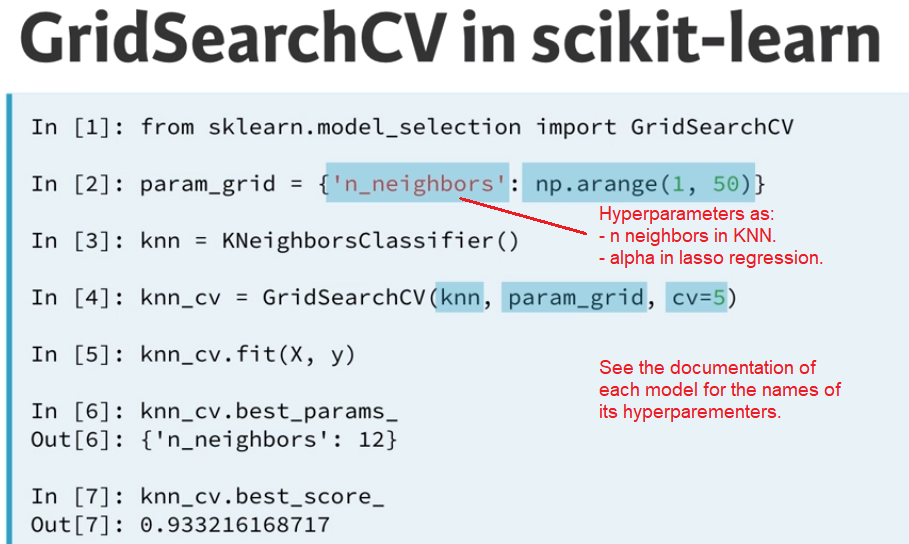 GridSearchCV in scikit-learn
In [1]: from sklearn.model_selection import GridSearchCV
In [2]: param_grid = {'n_neighbors': np.arange(1, 50)}
Hyperparameters as:
- n neighbors in KNN.
- alpha in lasso regression.
In [3]: knn = KNeighborsClassifier()
In [4]: knn_cv = GridSearchCV(knn, param_grid, cv=5)
In [5]: knn_cv.fit(X, y)
See the documentation of
each model for the names of
its hyperparementers.
In [6]: knn_cv.best_params_
Out[6]: {'n_neighbors': 12}
In [7]: knn_cv.best_score_
Out[7]: 0.933216168717